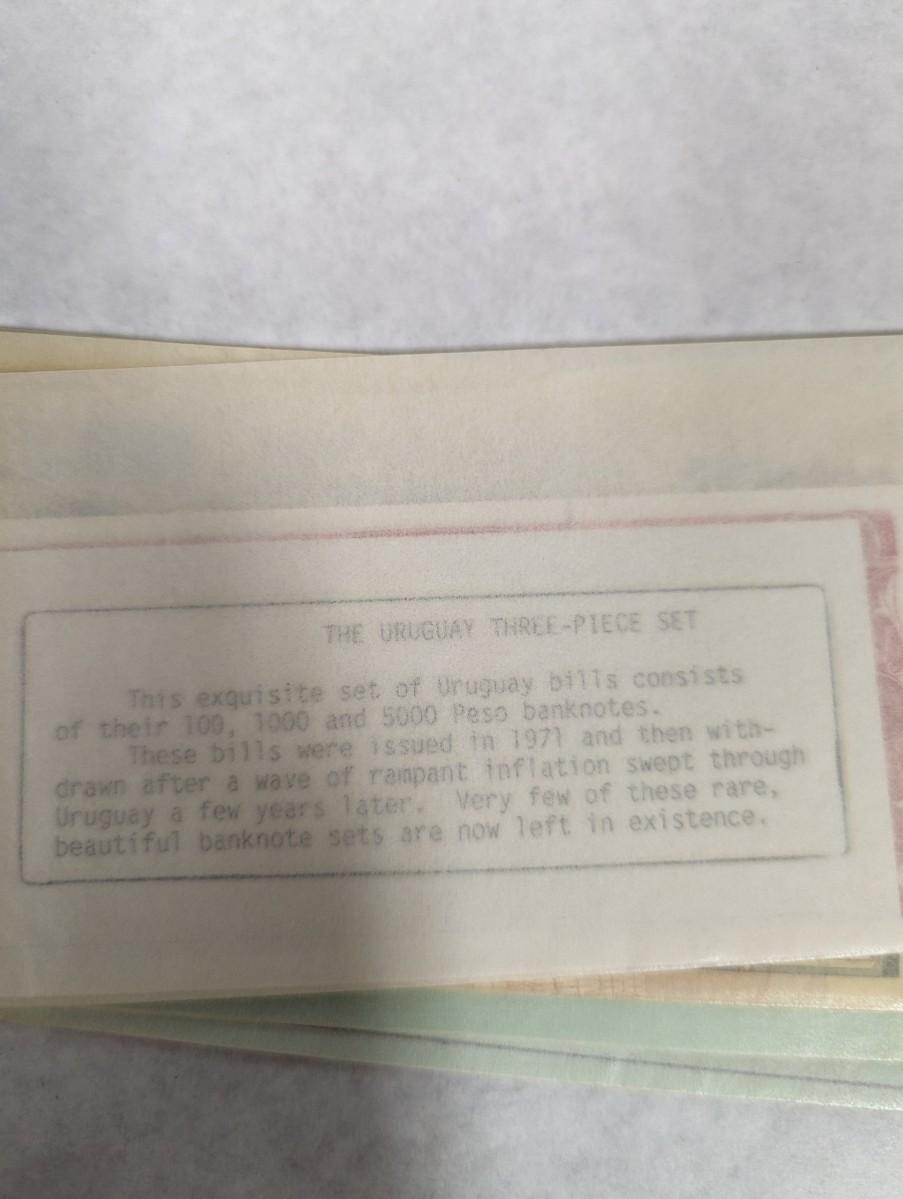 THE URUGUAY THREE-PIECE SET
This exquisite set of Uruguay bills consists
of their 100, 1000 and 5000 Peso banknotes.
These bills were issued in 1971 and then with-
drawn after a wave of rampant inflation swept through
Uruguay a few years later. Very few of these rare,
beautiful banknote sets are now left in existence.